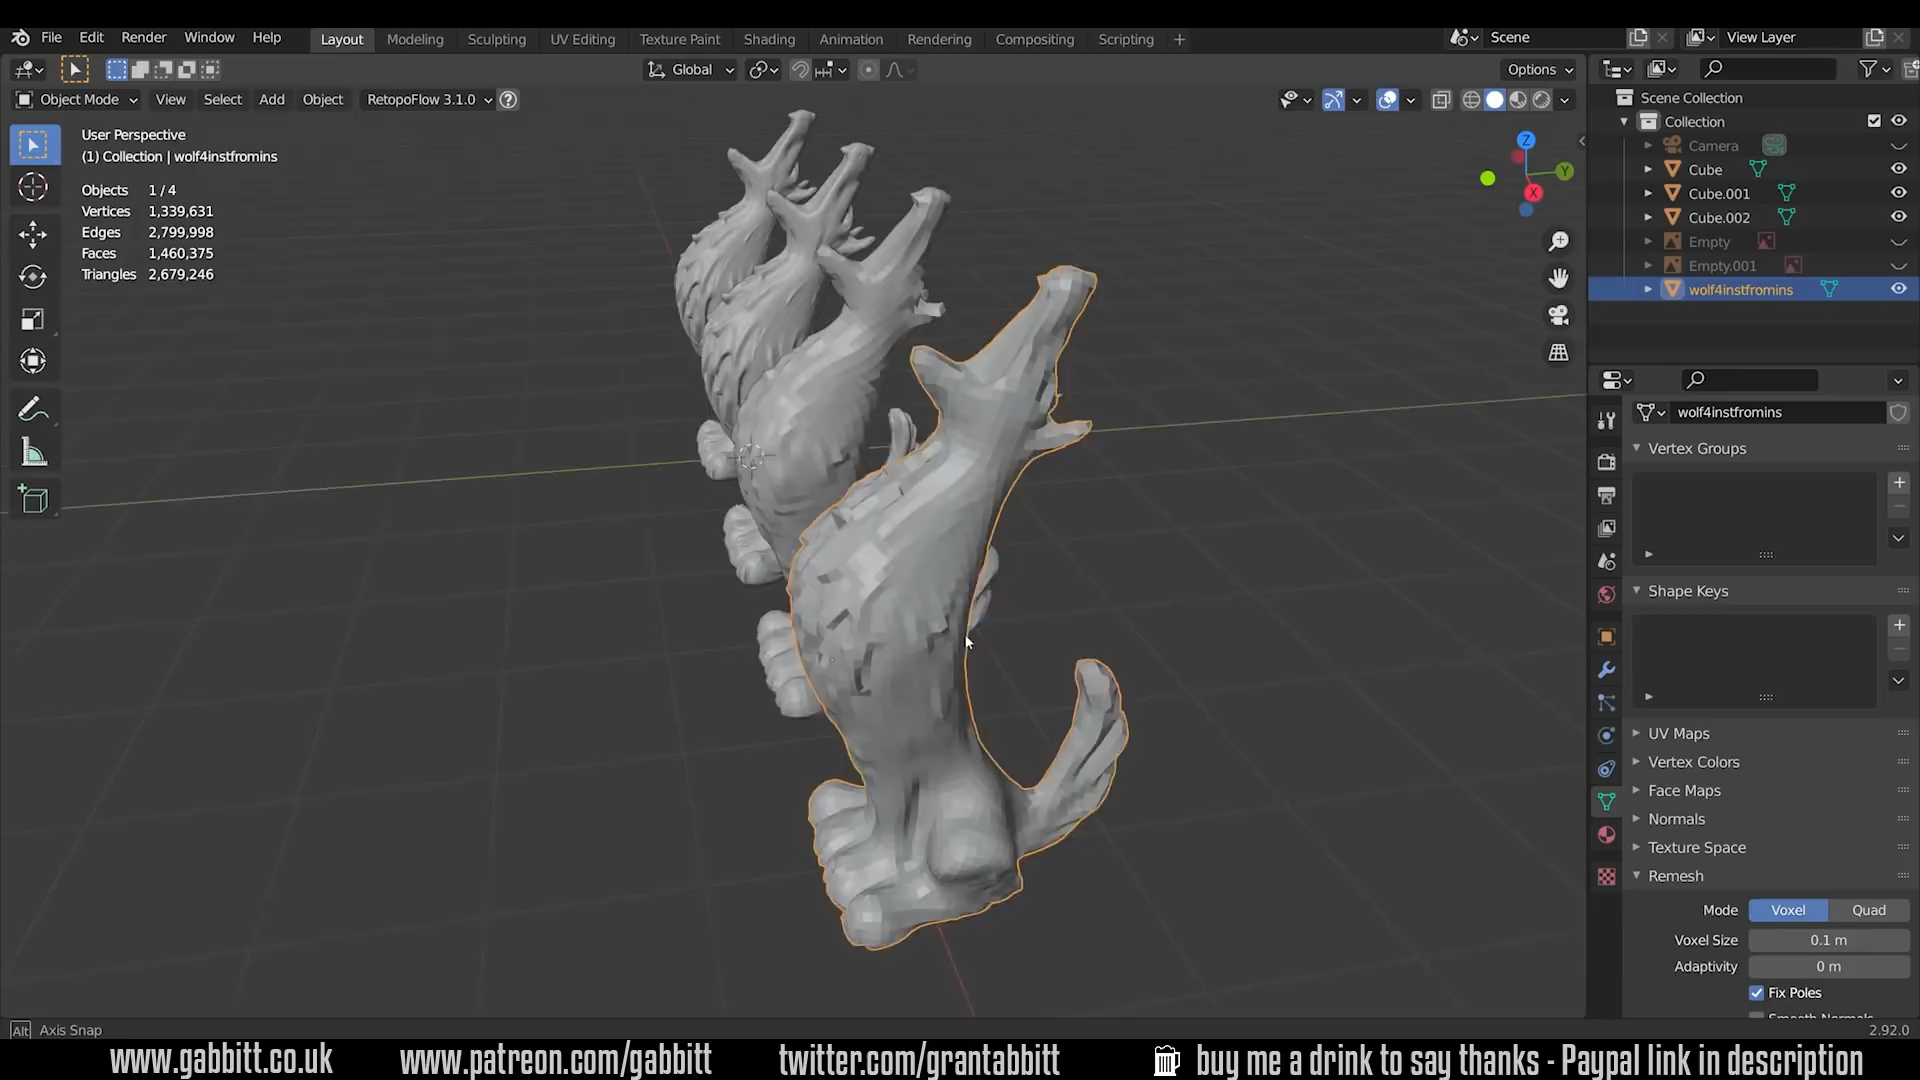 File Edit Render Window Help Layout Modeling Sculpting UV Editing Texture Paint Shading Animation Rendering Compositing Scripting + Scene View Layer
Global Options
Object Mode View Select Add Object RetopoFlow 3.1.0
User Perspective
(1) Collection | wolf4instfromins
Objects 1 / 4
Vertices 1,339,631
Edges 2,799,998
Faces 1,460,375
Triangles 2,679,246
Z
Y
X
Scene Collection
Collection
Camera
Cube
Cube.001
Cube.002
Empty
Empty.001
wolf4instfromins
wolf4instfromins
Vertex Groups
Shape Keys
UV Maps
Vertex Colors
Face Maps
Normals
Texture Space
Remesh
Mode Voxel Quad
Voxel Size 0.1 m
Adaptivity 0 m
Fix Poles
Smooth Normals
Alt Axis Snap 2.92.0
www.gabbitt.co.uk www.patreon.com/gabbitt twitter.com/grantabbitt buy me a drink to say thanks - Paypal link in description